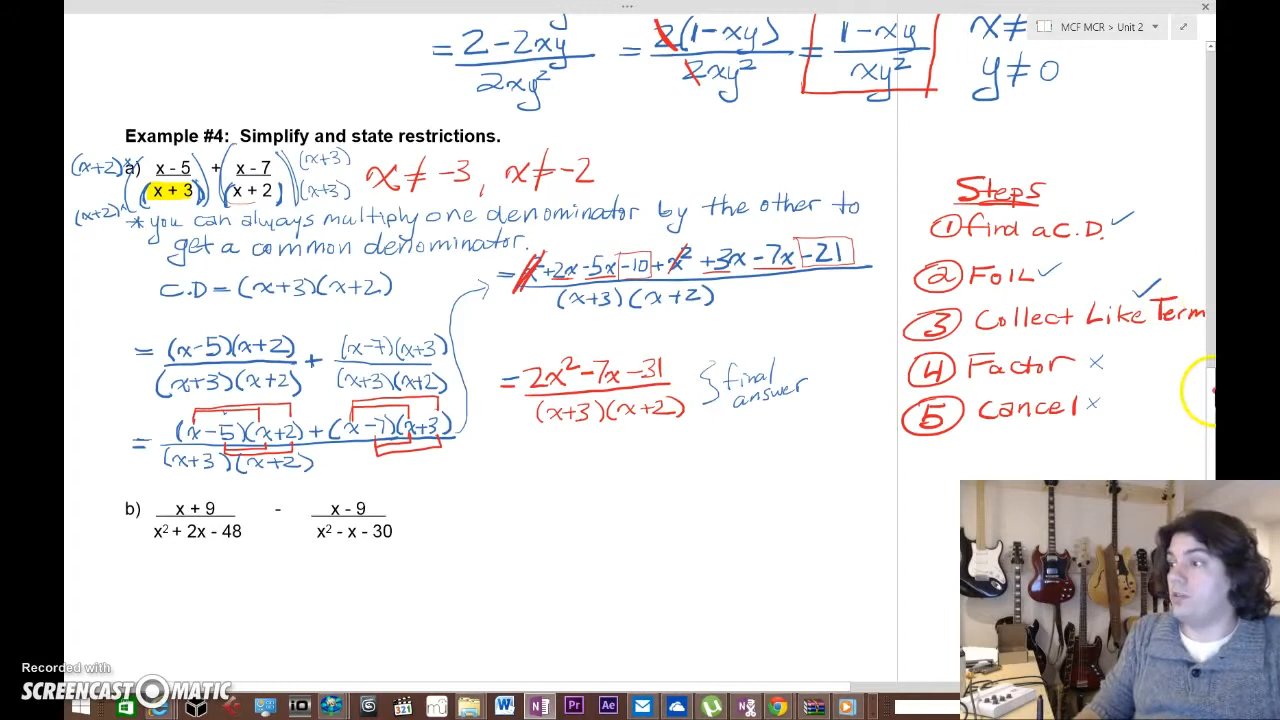 MCF MCR > Unit 2
= 2 - 2xy / 2xy² = 2(1-xy) / 2xy² = 1-xy / xy² x ≠
y ≠ 0
Example #4: Simplify and state restrictions.
(x+2) a) x - 5 + x - 7 (x+3) x ≠ -3, x ≠ -2
(x+2) (x + 3) (x + 2) (x+3)
* you can always multiply one denominator by the other to
get a common denominator.
C.D = (x+3)(x+2)
= (x-5)(x+2) / (x+3)(x+2) + (x-7)(x+3) / (x+3)(x+2)
= (x-5)(x+2) + (x-7)(x+3) / (x+3)(x+2)
= x² +2x -5x -10 + x² +3x -7x -21 / (x+3)(x+2)
= 2x² -7x -31 / (x+3)(x+2) } final
answer
Steps
① find a C.D. ✓
② FOIL ✓
③ Collect Like Term ✓
④ Factor ×
⑤ Cancel ×
b) x + 9 - x - 9
x² + 2x - 48 x² - x - 30
Recorded with
SCREENCAST O MATIC